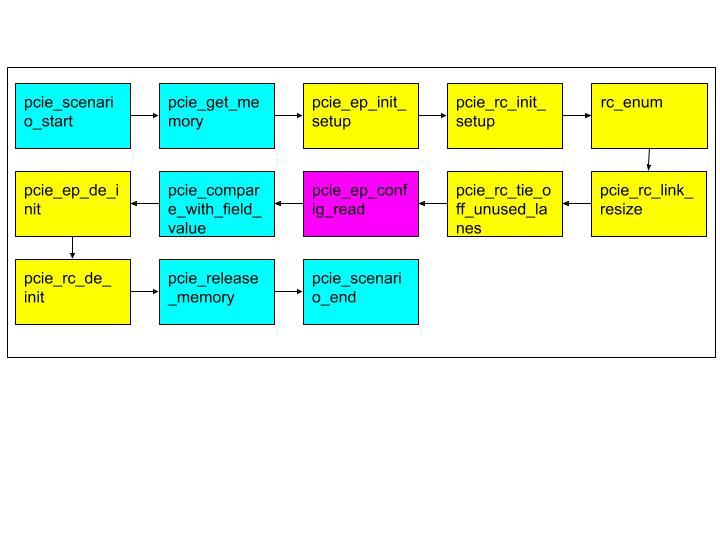 pcie_scenari
o_start
pcie_get_me
mory
pcie_ep_init_
setup
pcie_rc_init_
setup
rc_enum
pcie_ep_de_i
nit
pcie_compar
e_with_field_
value
pcie_ep_conf
ig_read
pcie_rc_tie_o
ff_unused_la
nes
pcie_rc_link_
resize
pcie_rc_de_
init
pcie_release
_memory
pcie_scenari
o_end